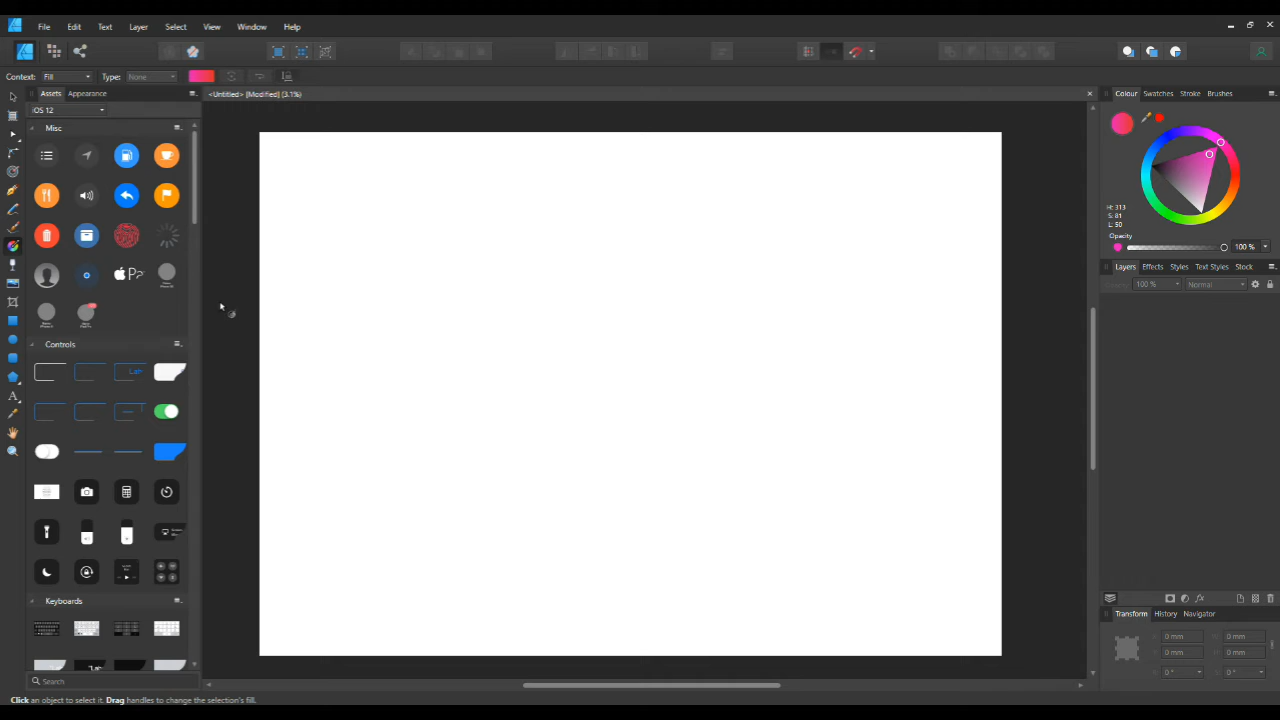 File Edit Text Layer Select View Window Help
Context: Fill Type: None
Assets Appearance
<Untitled> [Modified] (3.1%)
Colour Swatches Stroke Brushes
iOS 12
Misc
H: 313
S: 81
L: 50
Opacity
100 %
Layers Effects Styles Text Styles Stock
Opacity: 100 % Normal
Controls
Keyboards
Transform History Navigator
X: 0 mm W: 0 mm
Y: 0 mm H: 0 mm
0 ° 0 °
Search
Click an object to select it. Drag handles to change the selection's fill.